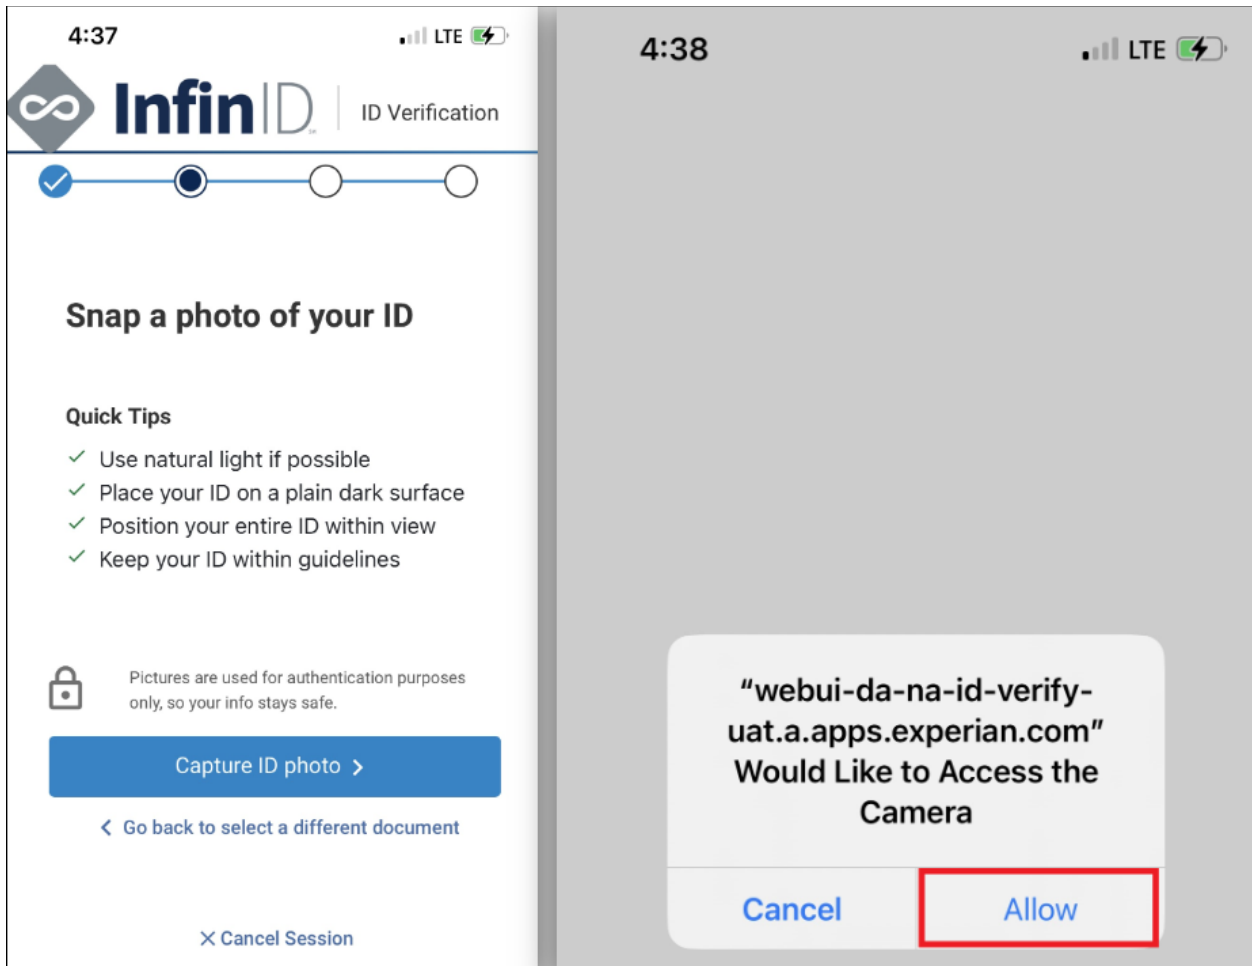 4:37
LTE
InfinID
ID Verification
Snap a photo of your ID
Quick Tips
Use natural light if possible
Place your ID on a plain dark surface
Position your entire ID within view
Keep your ID within guidelines
Pictures are used for authentication purposes
only, so your info stays safe.
Capture ID photo
Go back to select a different document
Cancel Session
4:38
LTE
“webui-da-na-id-verify-
uat.a.apps.experian.com”
Would Like to Access the
Camera
Cancel
Allow